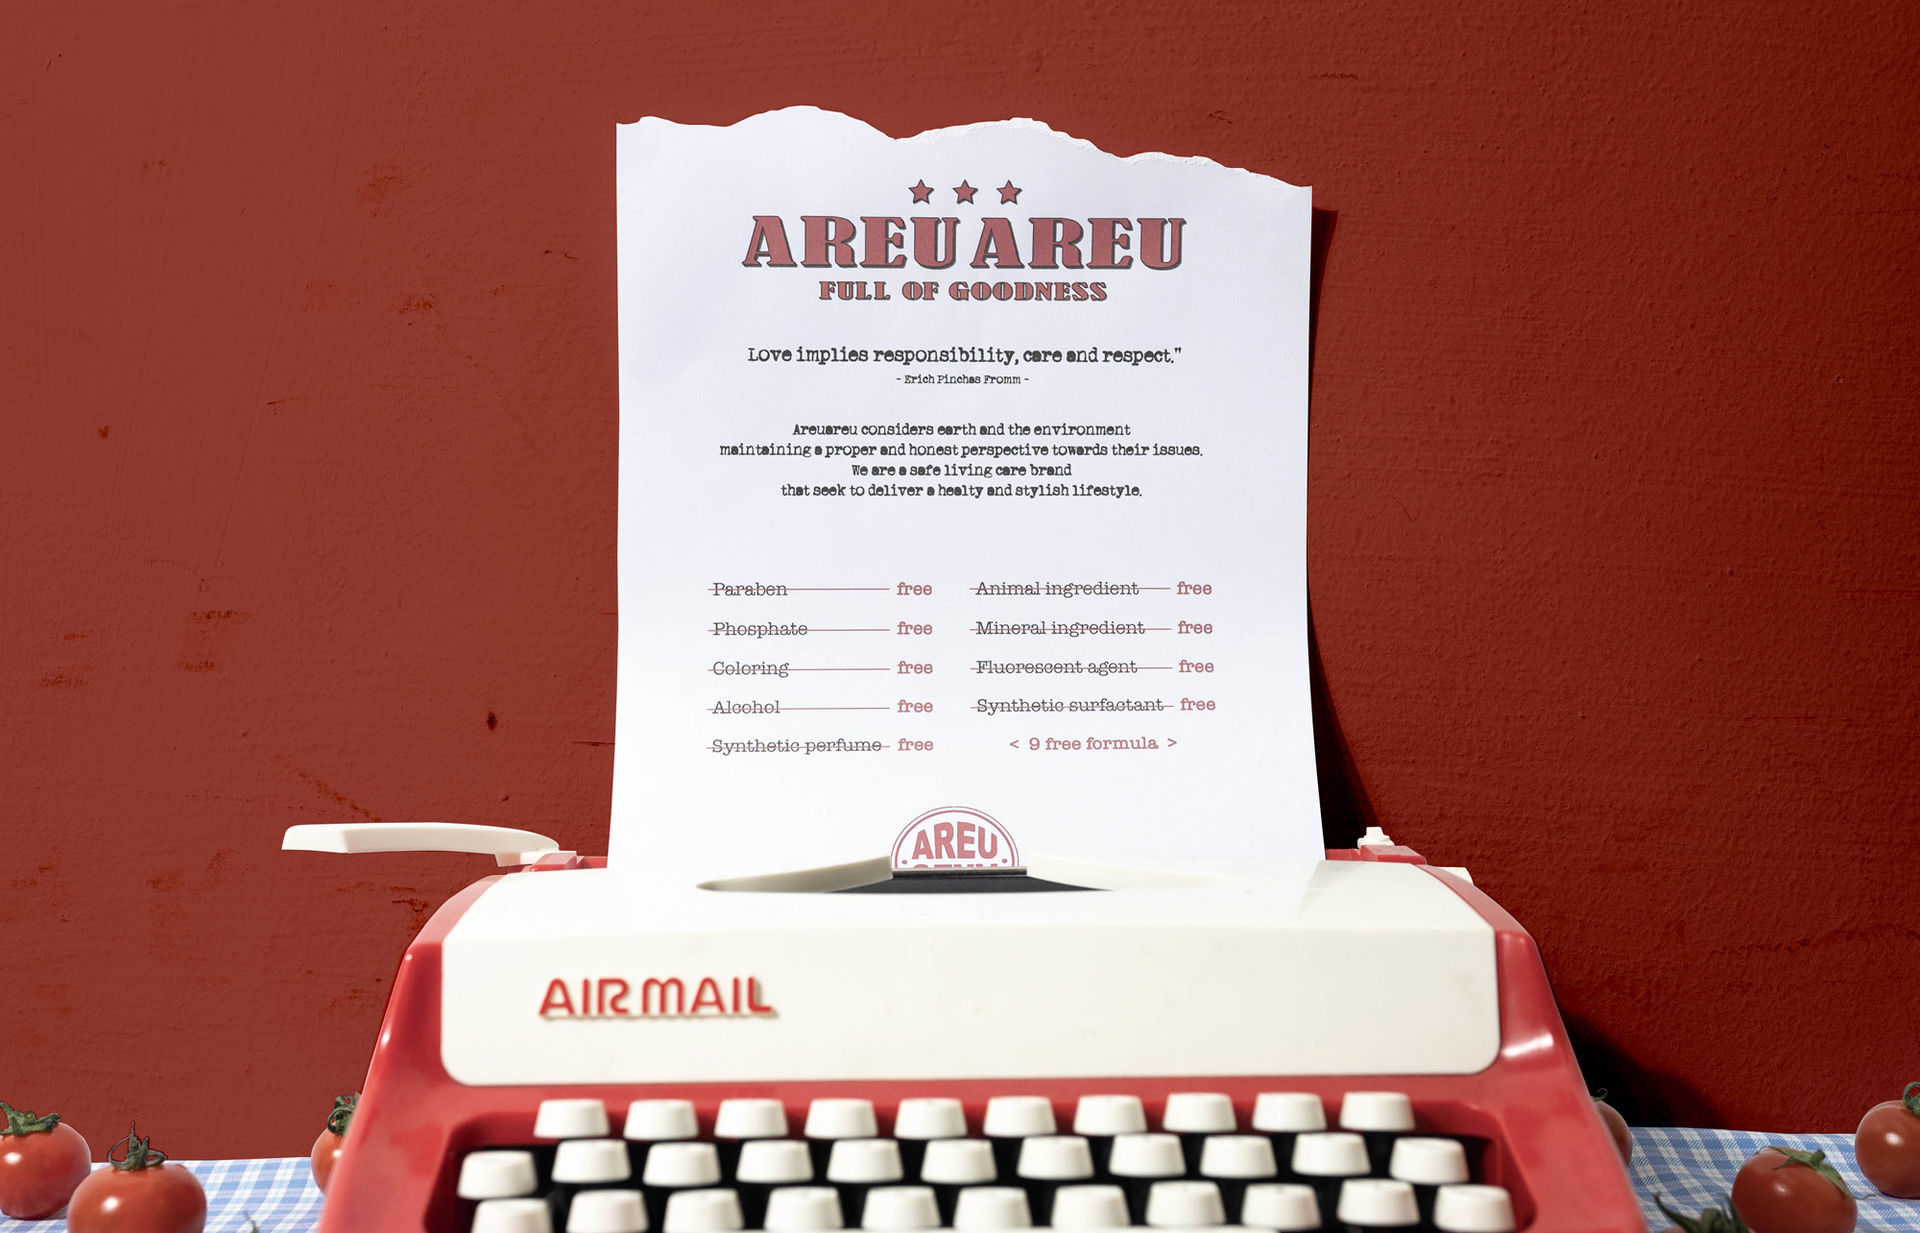 AREU AREU
FULL OF GOODNESS
Love implies responsibility, care and respect."
- Erich Pinchas Fromm -
Areuareu considers earth and the environment
maintaining a proper and honest perspective towards their issues.
We are a safe living care brand
that seek to deliver a healty and stylish lifestyle.
Paraben free
Phosphate free
Coloring free
Alcohol free
Synthetic perfume free
Animal ingredient free
Mineral ingredient free
Fluorescent agent free
Synthetic surfactant free
< 9 free formula >
AREU
AIRMAIL